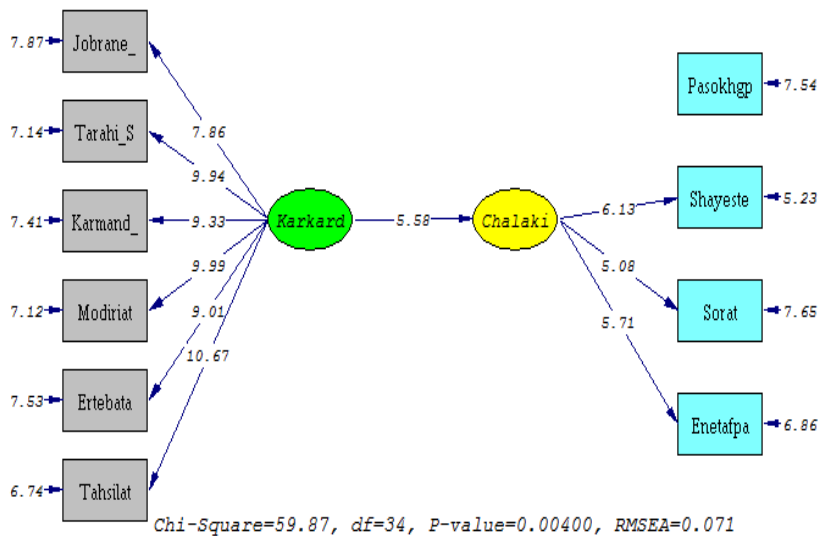 7.87 Jobrane_
7.14 Tarahi_S
7.41 Karmand_
7.12 Modiriat
7.53 Ertebata
6.74 Tahsilat
7.86
9.94
9.33
9.99
9.01
10.67
Karkard 5.58 Chalaki
6.13
5.08
5.71
Pasokhgp 7.54
Shayeste 5.23
Sorat 7.65
Enetafpa 6.86
Chi-Square=59.87, df=34, P-value=0.00400, RMSEA=0.071